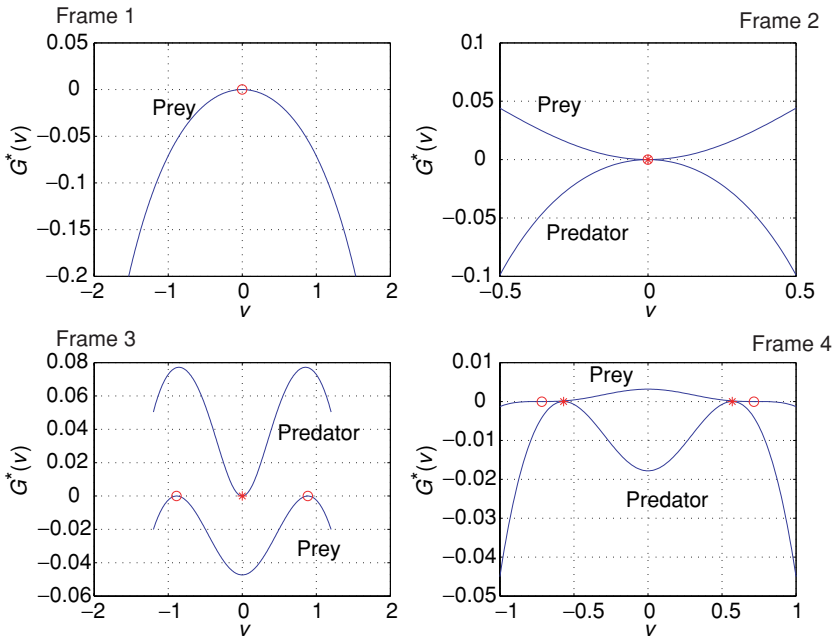 Frame 1
0.05
0
−0.05
−0.1
−0.15
−0.2
G*(v)
Prey
−2
−1
0
1
2
v
Frame 2
0.1
0.05
0
−0.05
−0.1
G*(v)
Prey
Predator
−0.5
0
0.5
v
Frame 3
0.08
0.06
0.04
0.02
0
−0.02
−0.04
0.06
G*(v)
Predator
Prey
−2
−1
0
1
2
v
Frame 4
0.01
0
−0.01
−0.02
−0.03
−0.04
0.05
G*(v)
Prey
Predator
−1
−0.5
0
0.5
1
v